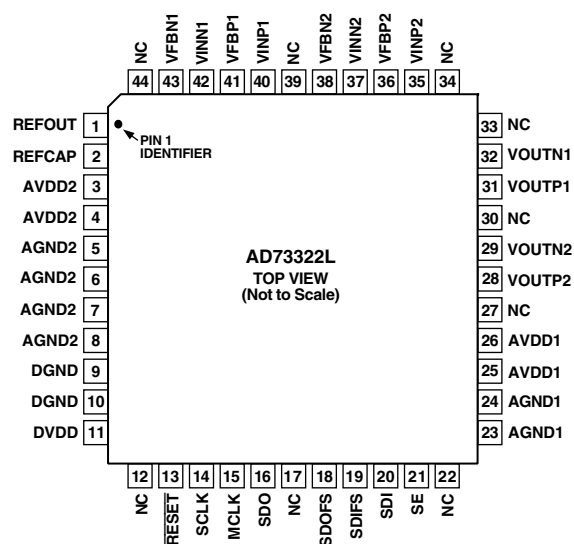 NC
VFBN1
VINN1
VFBP1
VINP1
NC
VFBN2
VINN2
VFBP2
VINP2
NC
44 43 42 41 40 39 38 37 36 35 34
REFOUT 1
REFCAP 2
AVDD2 3
AVDD2 4
AGND2 5
AGND2 6
AGND2 7
AGND2 8
DGND 9
DGND 10
DVDD 11
PIN 1
IDENTIFIER
AD73322L
TOP VIEW
(Not to Scale)
33 NC
32 VOUTN1
31 VOUTP1
30 NC
29 VOUTN2
28 VOUTP2
27 NC
26 AVDD1
25 AVDD1
24 AGND1
23 AGND1
12 13 14 15 16 17 18 19 20 21 22
NC
RESET
SCLK
MCLK
SDO
NC
SDOFS
SDIFS
SDI
SE
NC